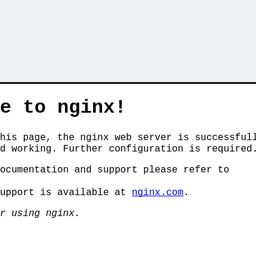 e to nginx!
his page, the nginx web server is successfull
d working. Further configuration is required.
ocumentation and support please refer to
upport is available at nginx.com.
r using nginx.